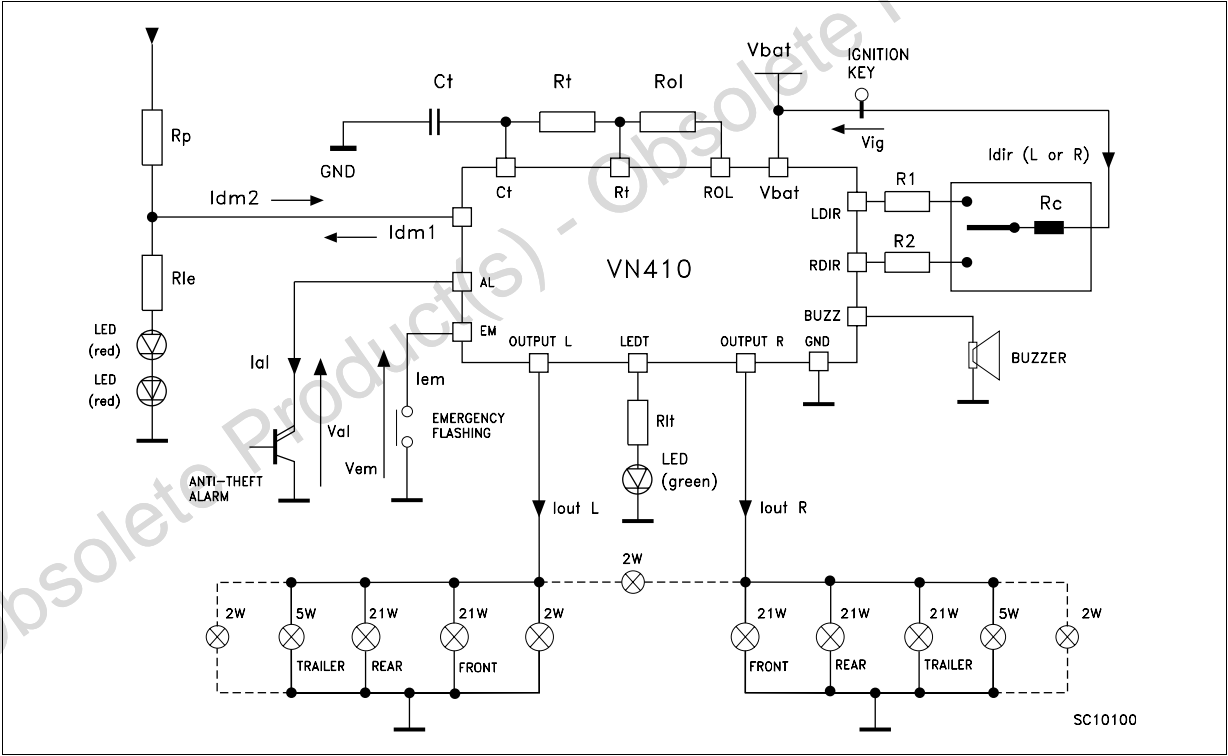 Obsolete Product(s) - Obsolete
bsolete
Vbat
IGNITION
KEY
Ct
Rt
Rol
Rp
GND
Vig
Idir (L or R)
Ct
Rt
ROL
Vbat
R1
Rc
Idm2
LDIR
Idm1
VN410
R2
RDIR
Rle
AL
BUZZ
EM
OUTPUT L
LEDT
OUTPUT R
GND
LED
(red)
BUZZER
Ial
Iem
LED
(red)
EMERGENCY
FLASHING
Rlt
Val
Vem
LED
(green)
ANTI-THEFT
ALARM
Iout L
Iout R
2W
2W
5W
21W
21W
2W
21W
21W
21W
5W
2W
TRAILER
REAR
FRONT
FRONT
REAR
TRAILER
SC10100